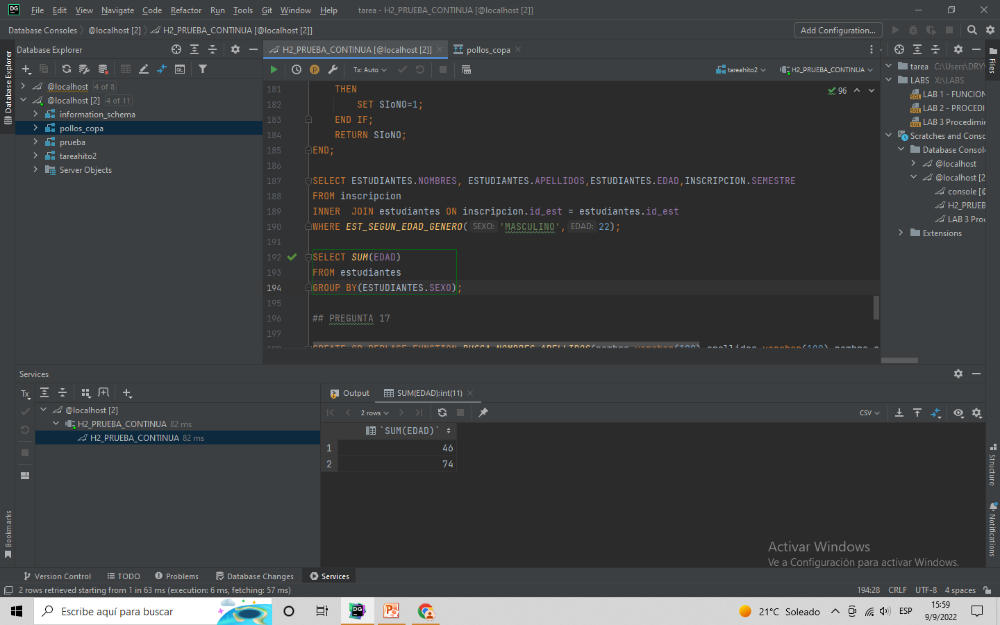 DG File Edit View Navigate Code Refactor Run Tools Git Window Help tarea - H2_PRUEBA_CONTINUA [@localhost [2]]
Database Consoles @localhost [2] H2_PRUEBA_CONTINUA [@localhost [2]] Add Configuration...
Database Explorer
H2_PRUEBA_CONTINUA [@localhost [2]] pollos_copa
Tx: Auto tareahito2 H2_PRUEBA_CONTINUA
@localhost 4 of 8
@localhost [2] 4 of 11
information_schema
pollos_copa
prueba
tareahito2
Server Objects
Database Explorer
Bookmarks
96
181 THEN
182 SET SIoNO=1;
183 END IF;
184 RETURN SIoNO;
185 END;
186
187 SELECT ESTUDIANTES.NOMBRES, ESTUDIANTES.APELLIDOS,ESTUDIANTES.EDAD,INSCRIPCION.SEMESTRE
188 FROM inscripcion
189 INNER  JOIN estudiantes ON inscripcion.id_est = estudiantes.id_est
190 WHERE EST_SEGUN_EDAD_GENERO( SEXO: 'MASCULINO', EDAD: 22);
191
192 SELECT SUM(EDAD)
193 FROM estudiantes
194 GROUP BY(ESTUDIANTES.SEXO);
195
196 ## PREGUNTA 17
197
tarea C:\Users\DRY
LABS X:\LABS
LAB 1 - FUNCION
LAB 2 - PROCEDI
LAB 3 Procedimie
Scratches and Consc
Database Consol
@localhost
@localhost [2
console [@
H2_PRUEB
LAB 3 Proc
Extensions
Files
Structure
Notifications
Services
Tx
@localhost [2]
H2_PRUEBA_CONTINUA 82 ms
H2_PRUEBA_CONTINUA 82 ms
Output SUM(EDAD):int(11)
2 rows CSV
`SUM(EDAD)`
1 46
2 74
Activar Windows
Ve a Configuración para activar Windows.
Version Control TODO Problems Database Changes Services
2 rows retrieved starting from 1 in 63 ms (execution: 6 ms, fetching: 57 ms) 194:28 CRLF UTF-8 4 spaces
Escribe aquí para buscar 21°C Soleado ESP 15:59
9/9/2022